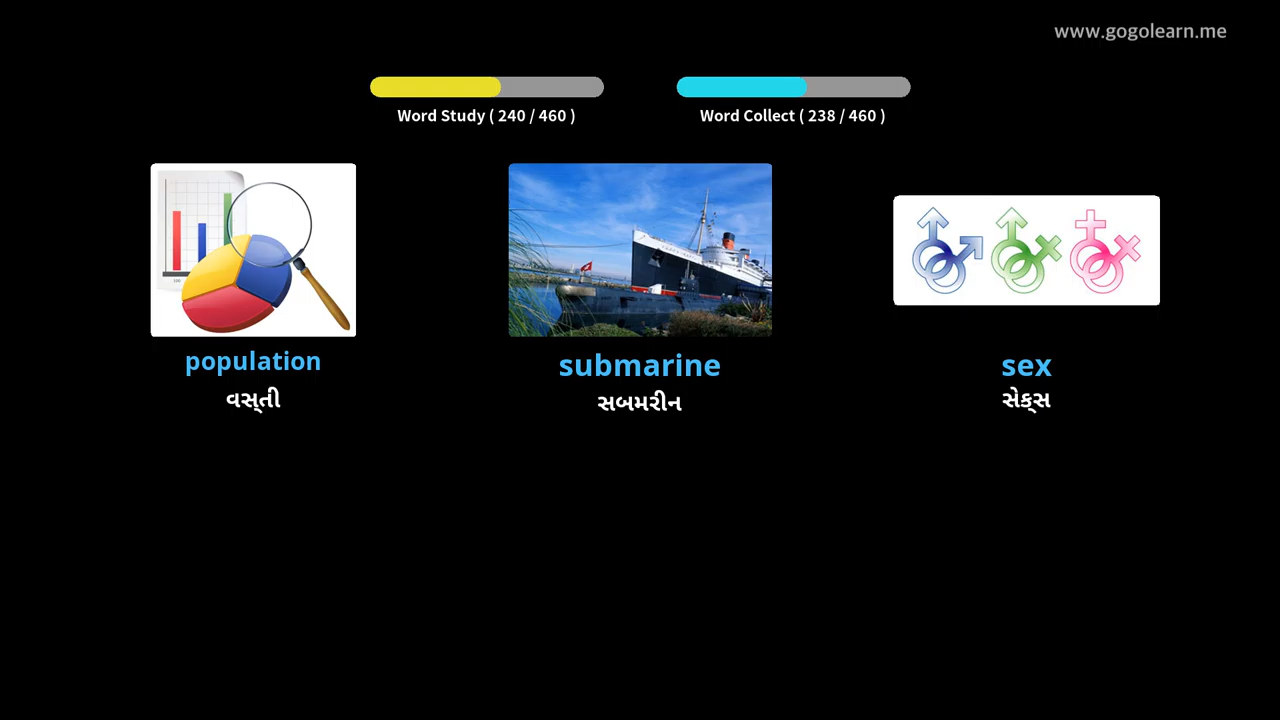 www.gogolearn.me
Word Study ( 240 / 460 )
Word Collect ( 238 / 460 )
population
submarine
sex
વસ્તી
સબમરીન
સેક્સ